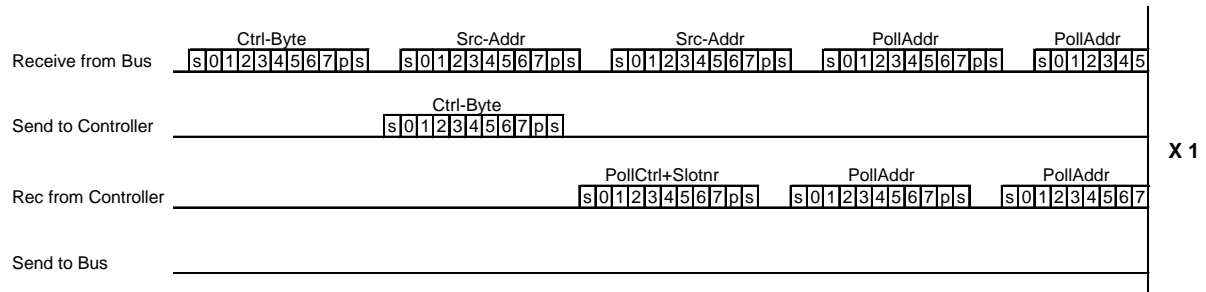 Ctrl-Byte Src-Addr Src-Addr PollAddr PollAddr
Receive from Bus s 0 1 2 3 4 5 6 7 p s s 0 1 2 3 4 5 6 7 p s s 0 1 2 3 4 5 6 7 p s s 0 1 2 3 4 5 6 7 p s s 0 1 2 3 4 5
Ctrl-Byte
Send to Controller s 0 1 2 3 4 5 6 7 p s
X 1
PollCtrl+Slotnr PollAddr PollAddr
Rec from Controller s 0 1 2 3 4 5 6 7 p s s 0 1 2 3 4 5 6 7 p s s 0 1 2 3 4 5 6 7
Send to Bus